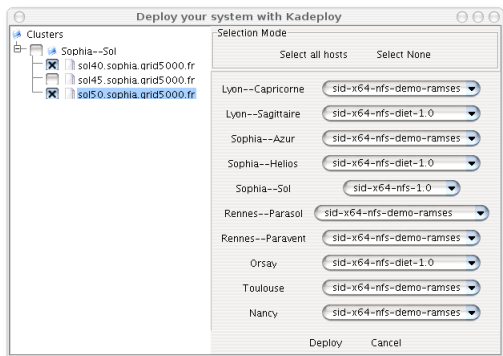 Deploy your system with Kadeploy
Clusters
Sophia--Sol
sol40.sophia.grid5000.fr
sol45.sophia.grid5000.fr
sol50.sophia.grid5000.fr
Selection Mode
Select all hosts Select None
Lyon--Capricorne sid-x64-nfs-demo-ramses
Lyon--Sagittaire sid-x64-nfs-diet-1.0
Sophia--Azur sid-x64-nfs-demo-ramses
Sophia--Helios sid-x64-nfs-diet-1.0
Sophia--Sol sid-x64-nfs-1.0
Rennes--Parasol sid-x64-nfs-demo-ramses
Rennes--Paravent sid-x64-nfs-demo-ramses
Orsay sid-x64-nfs-diet-1.0
Toulouse sid-x64-nfs-demo-ramses
Nancy sid-x64-nfs-demo-ramses
Deploy Cancel